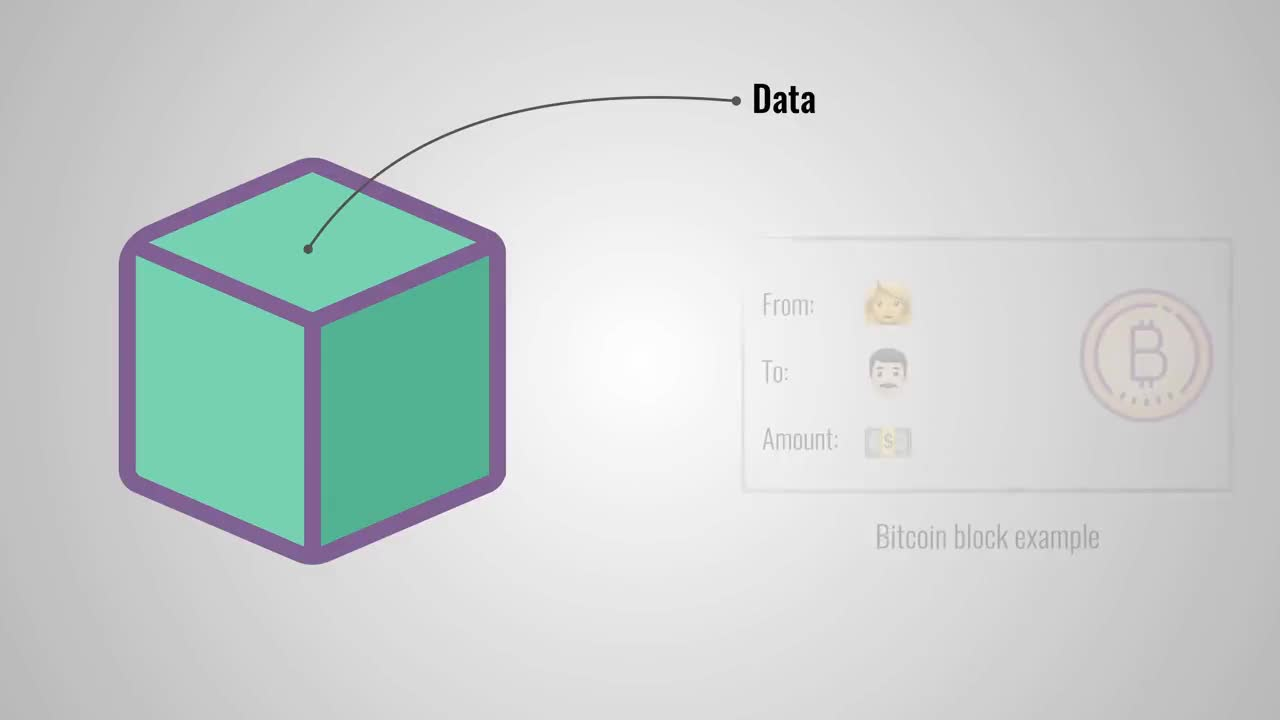 Data
From:
To:
Amount:
Bitcoin block example